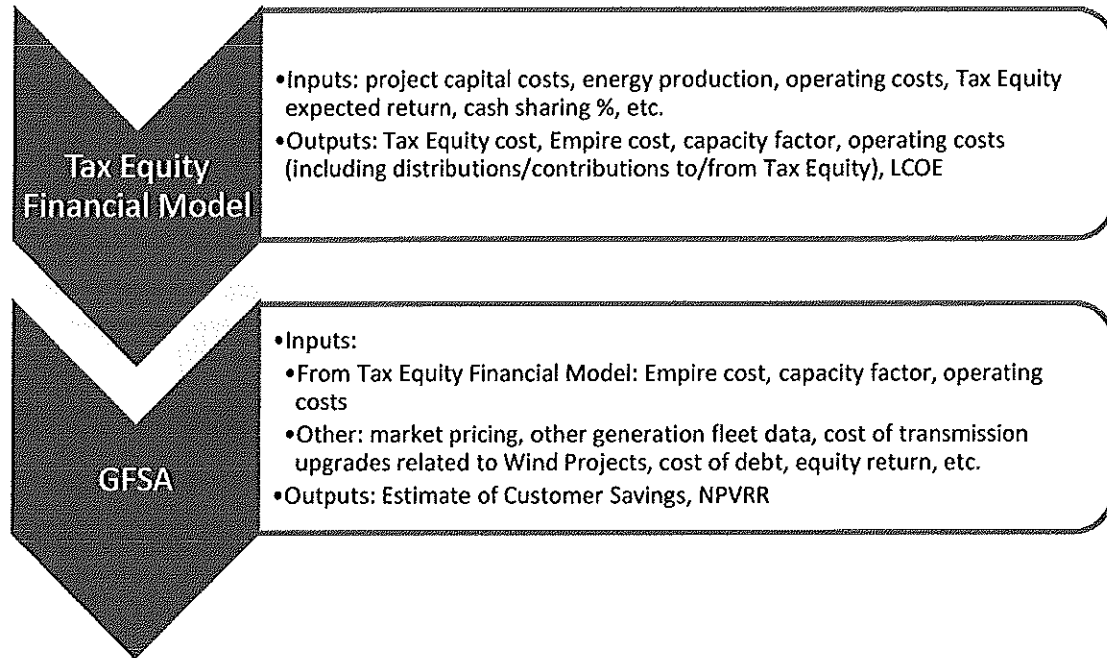 Tax Equity
Financial Model
•Inputs: project capital costs, energy production, operating costs, Tax Equity
expected return, cash sharing %, etc.
•Outputs: Tax Equity cost, Empire cost, capacity factor, operating costs
(including distributions/contributions to/from Tax Equity), LCOE
GFSA
•Inputs:
•From Tax Equity Financial Model: Empire cost, capacity factor, operating
costs
•Other: market pricing, other generation fleet data, cost of transmission
upgrades related to Wind Projects, cost of debt, equity return, etc.
•Outputs: Estimate of Customer Savings, NPVRR